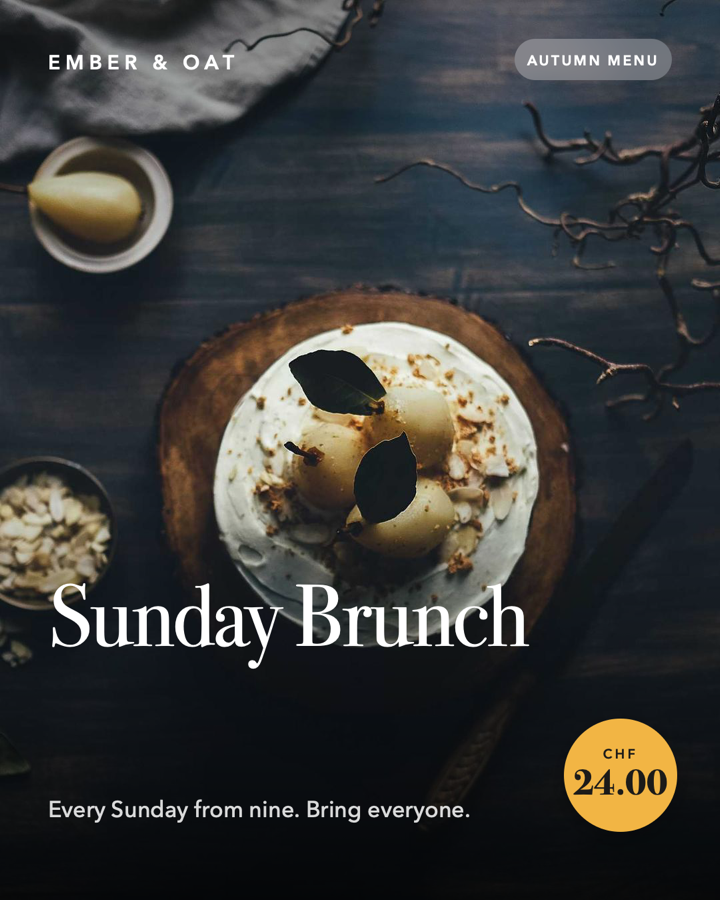 EMBER & OAT
AUTUMN MENU
Sunday Brunch
CHF
24.00
Every Sunday from nine. Bring everyone.